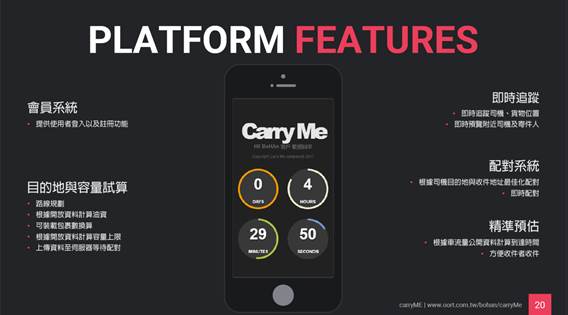 PLATFORM FEATURES
會員系統
• 提供使用者登入以及註冊功能
目的地與容量試算
• 路線規劃
• 根據開放資料計算油資
• 可裝載包裹數換算
• 根據開放資料計算容量上限
• 上傳資料至伺服器等待配對
Carry Me
0
DAYS
4
HOURS
29
MINUTES
50
SECONDS
即時追蹤
• 即時追蹤司機、貨物位置
• 即時預覽附近司機及寄件人
配對系統
• 根據司機目的地與收件地址最佳化配對
• 即時配對
精準預估
• 根據車流量公開資料計算到達時間
• 方便收件者收件
carryME | www.oort.com.tw/bohan/carryMe
20